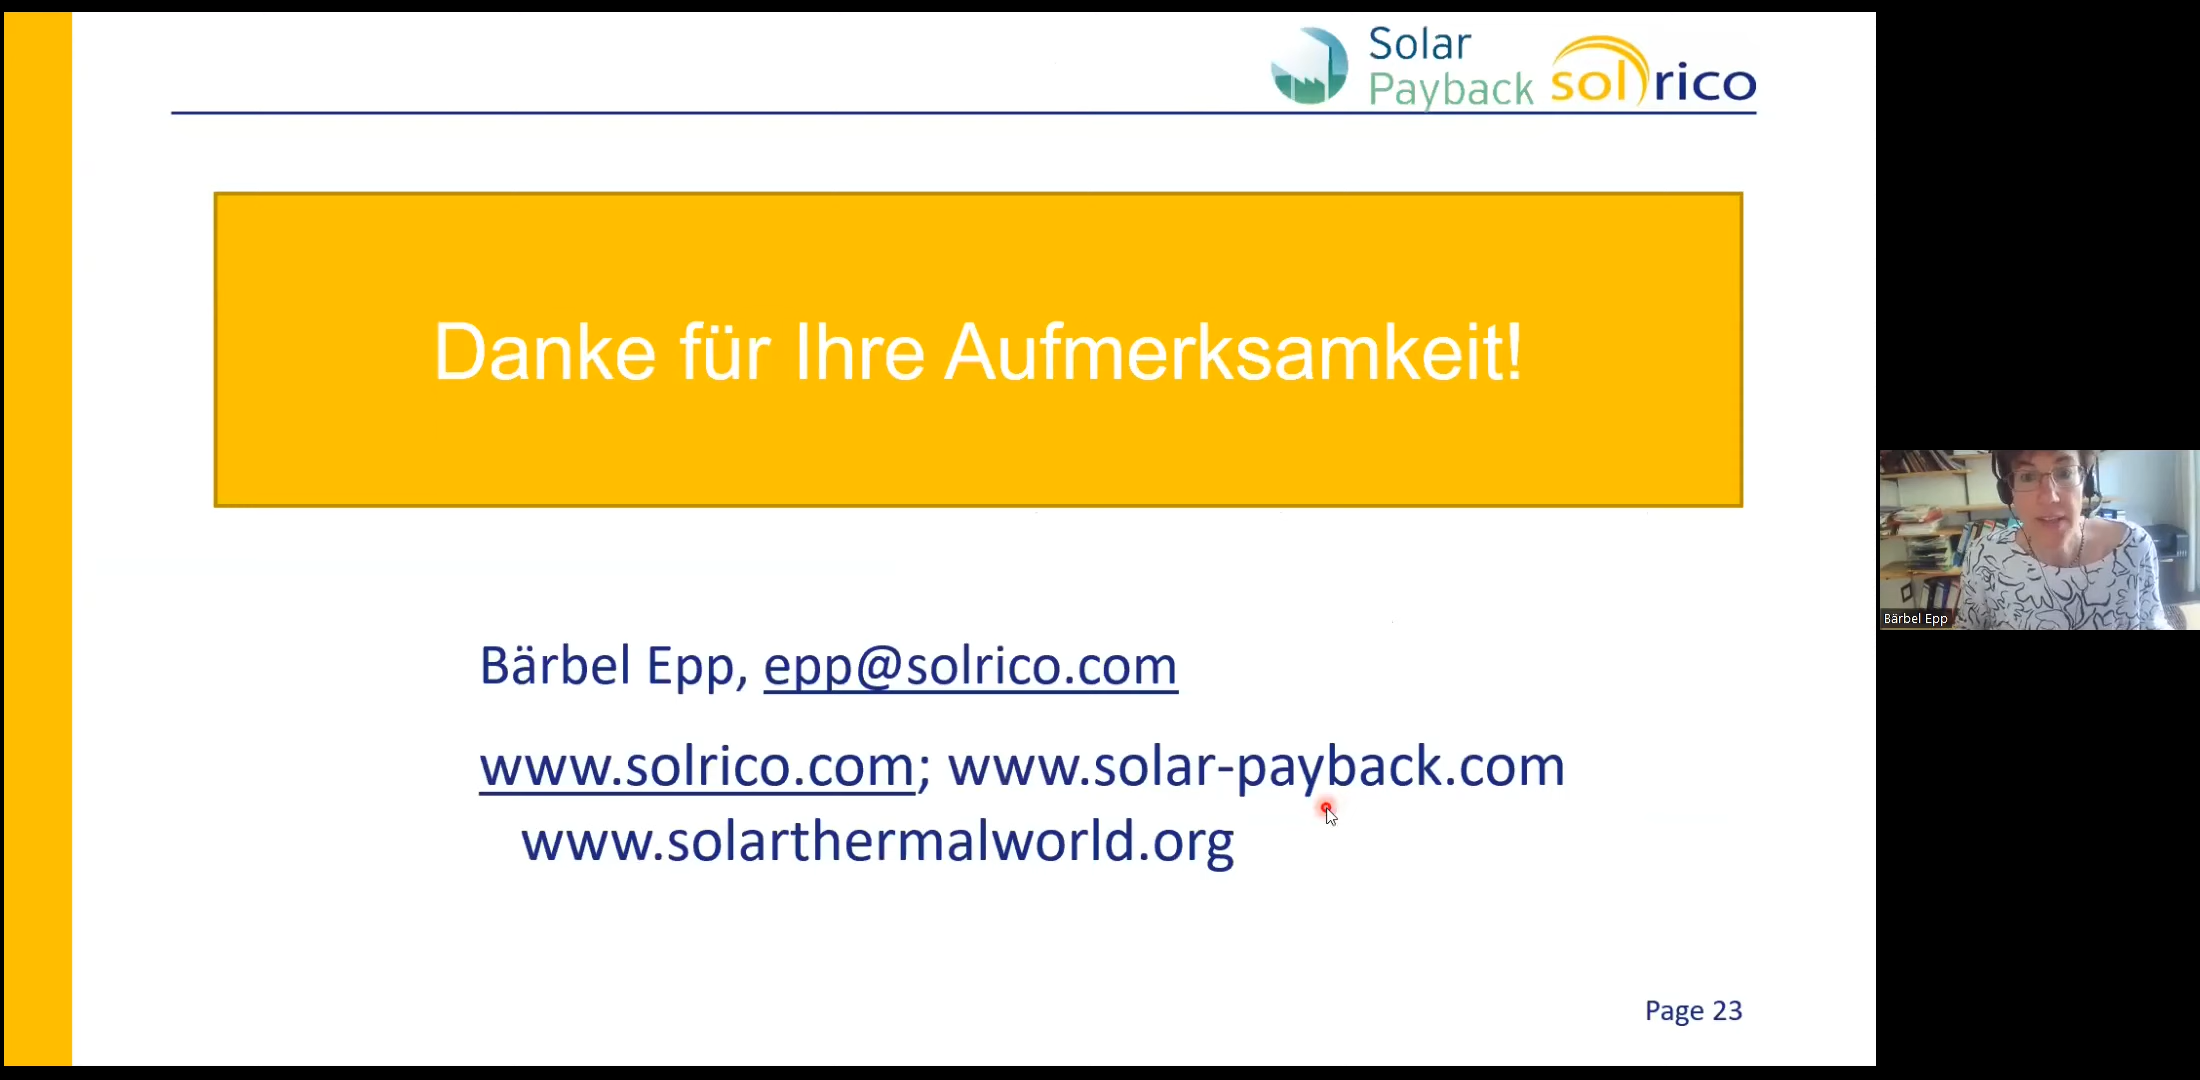 Solar
Payback
solrico
Danke für Ihre Aufmerksamkeit!
Bärbel Epp, epp@solrico.com
www.solrico.com; www.solar-payback.com
www.solarthermalworld.org
Bärbel Epp
Page 23